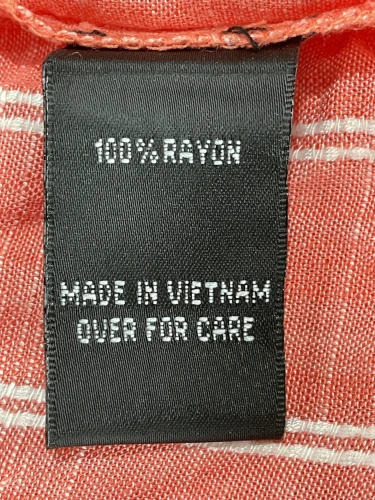 100% RAYON
MADE IN VIETNAM
OVER FOR CARE